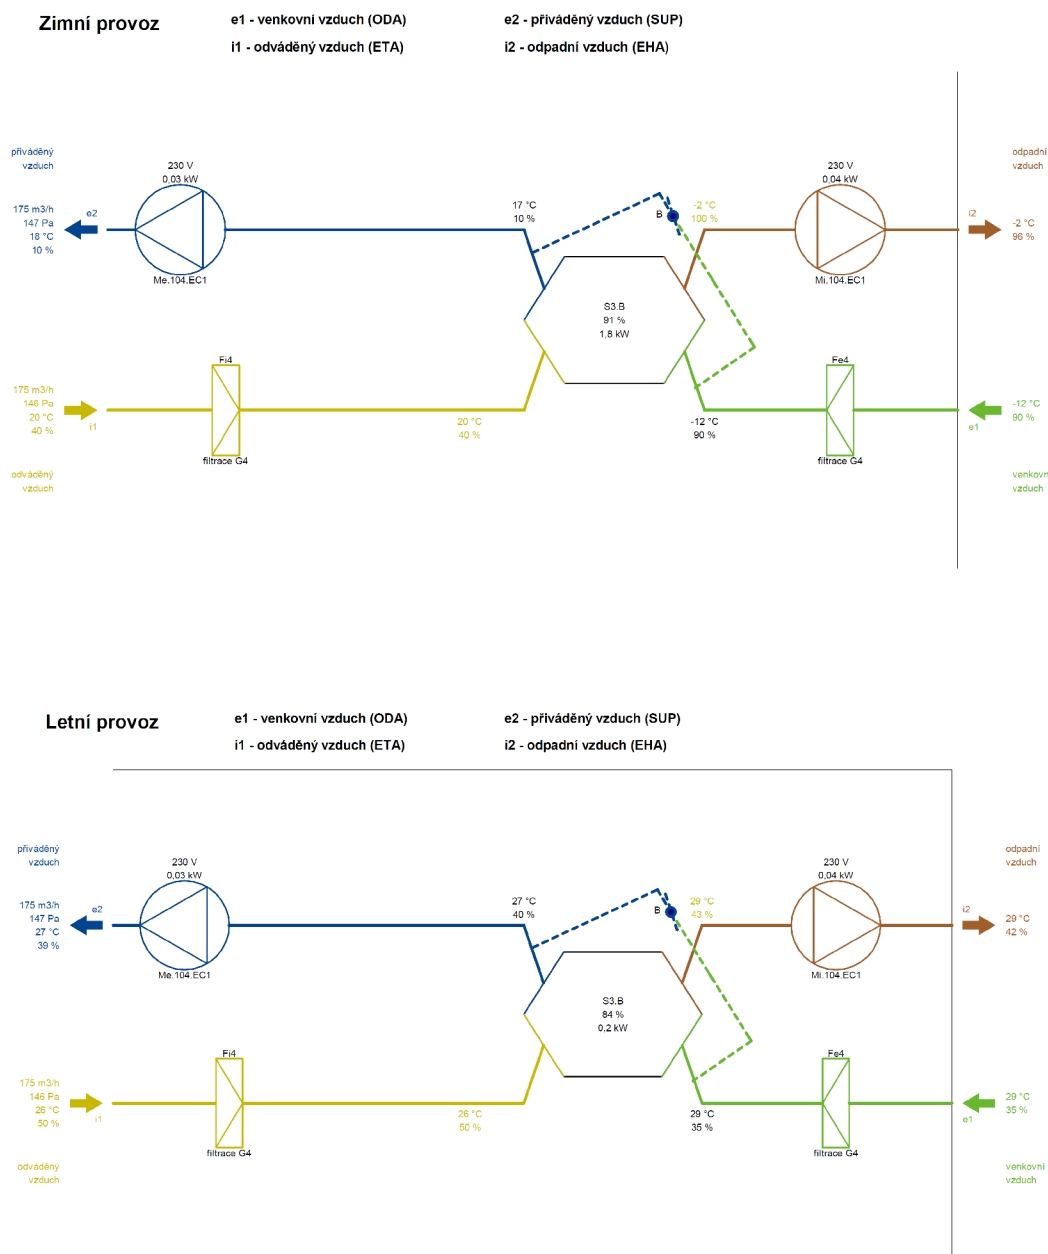 Zimní provoz
e1 - venkovní vzduch (ODA)
e2 - přiváděný vzduch (SUP)
i1 - odváděný vzduch (ETA)
i2 - odpadní vzduch (EHA)
přiváděný
vzduch
230 V
0,03 kW
230 V
0,04 kW
odpadní
vzduch
175 m3/h
147 Pa
18 °C
10 %
e2
17 °C
10 %
B
-2 °C
100 %
i2
-2 °C
96 %
Me.104.EC1
Mi.104.EC1
S3.B
91 %
1,8 kW
Fi4
Fe4
175 m3/h
146 Pa
20 °C
40 %
i1
20 °C
40 %
-12 °C
90 %
e1
-12 °C
90 %
filtrace G4
filtrace G4
odváděný
vzduch
venkovní
vzduch
Letní provoz
e1 - venkovní vzduch (ODA)
e2 - přiváděný vzduch (SUP)
i1 - odváděný vzduch (ETA)
i2 - odpadní vzduch (EHA)
přiváděný
vzduch
230 V
0,03 kW
230 V
0,04 kW
odpadní
vzduch
175 m3/h
147 Pa
27 °C
39 %
e2
27 °C
40 %
B
29 °C
43 %
i2
29 °C
42 %
Me.104.EC1
Mi.104.EC1
S3.B
84 %
0,2 kW
Fi4
Fe4
175 m3/h
146 Pa
26 °C
50 %
i1
26 °C
50 %
29 °C
35 %
e1
29 °C
35 %
filtrace G4
filtrace G4
odváděný
vzduch
venkovní
vzduch